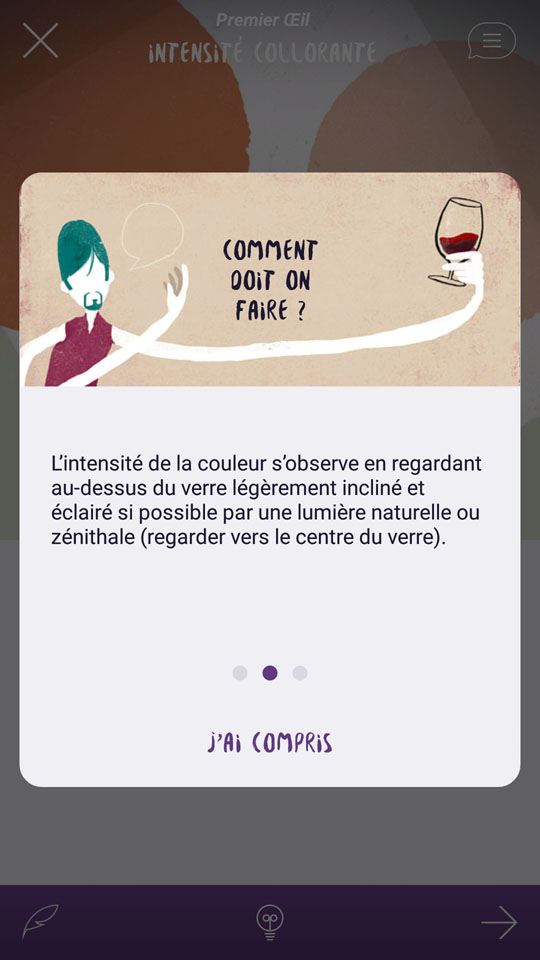 Premier Œil
INTENSITÉ COLLORANTE
COMMENT
DOIT ON
FAIRE ?
L’intensité de la couleur s’observe en regardant
au-dessus du verre légèrement incliné et
éclairé si possible par une lumière naturelle ou
zénithale (regarder vers le centre du verre).
J’AI COMPRIS